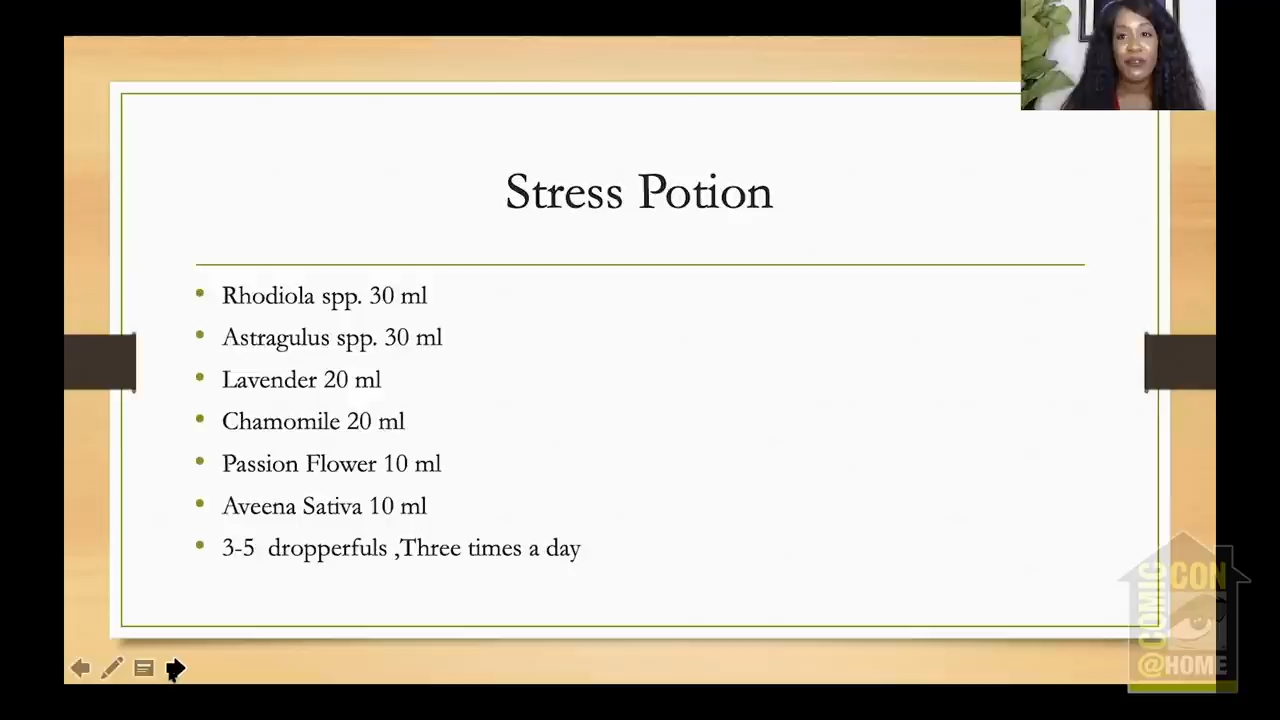 Stress Potion
Rhodiola spp. 30 ml
Astragulus spp. 30 ml
Lavender 20 ml
Chamomile 20 ml
Passion Flower 10 ml
Aveena Sativa 10 ml
3-5 dropperfuls ,Three times a day
COMIC
CON
@HOME